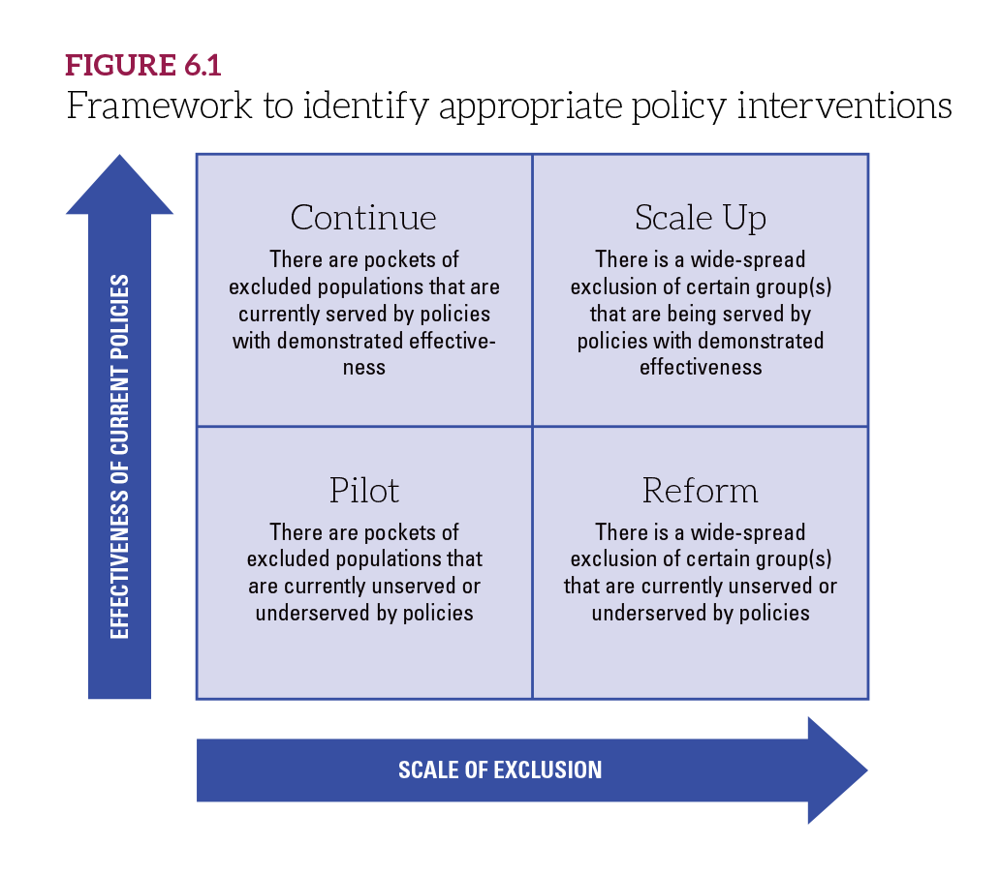 FIGURE 6.1
Framework to identify appropriate policy interventions
EFFECTIVENESS OF CURRENT POLICIES
Continue
There are pockets of
excluded populations that are
currently served by policies
with demonstrated effective-
ness
Scale Up
There is a wide-spread
exclusion of certain group(s)
that are being served by
policies with demonstrated
effectiveness
Pilot
There are pockets of
excluded populations that
are currently unserved or
underserved by policies
Reform
There is a wide-spread
exclusion of certain group(s)
that are currently unserved or
underserved by policies
SCALE OF EXCLUSION